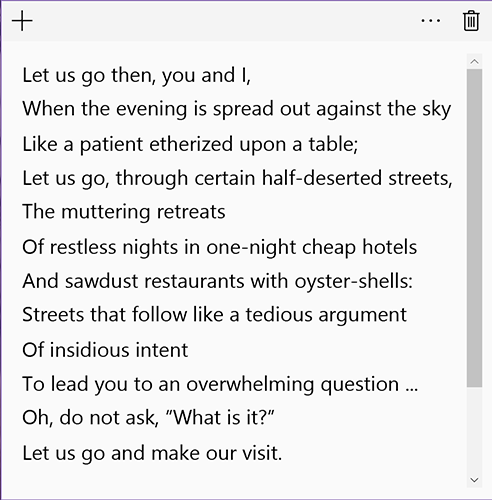 Let us go then, you and I,
When the evening is spread out against the sky
Like a patient etherized upon a table;
Let us go, through certain half-deserted streets,
The muttering retreats
Of restless nights in one-night cheap hotels
And sawdust restaurants with oyster-shells:
Streets that follow like a tedious argument
Of insidious intent
To lead you to an overwhelming question ...
Oh, do not ask, ”What is it?”
Let us go and make our visit.